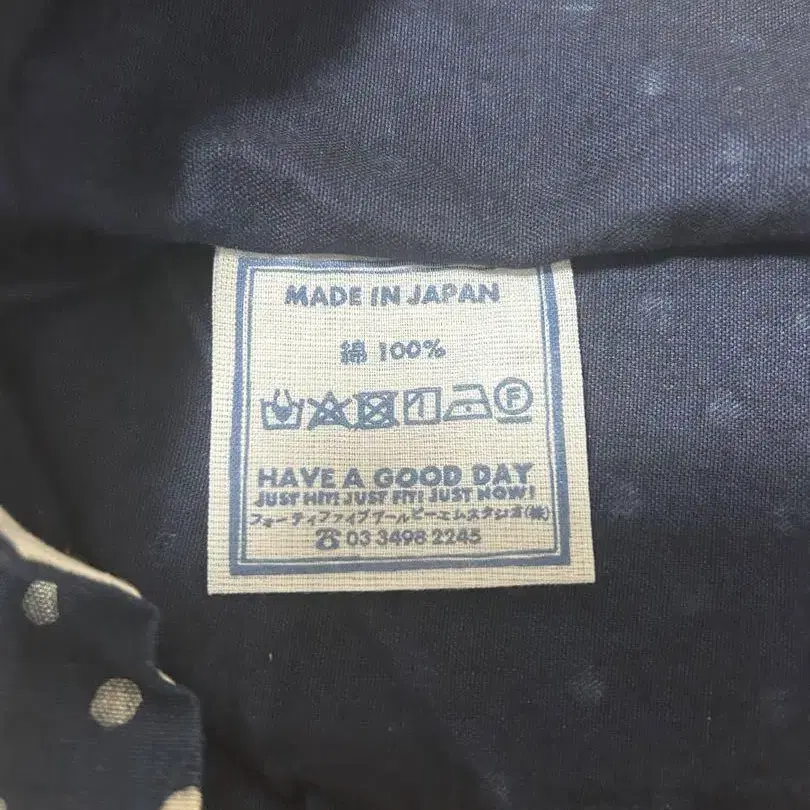 MADE IN JAPAN
綿 100%
F
HAVE A GOOD DAY
JUST HIT! JUST FIT! JUST NOW!
フォーティファイブアールピーエムスタジオ(株)
☎ 03 3498 2245